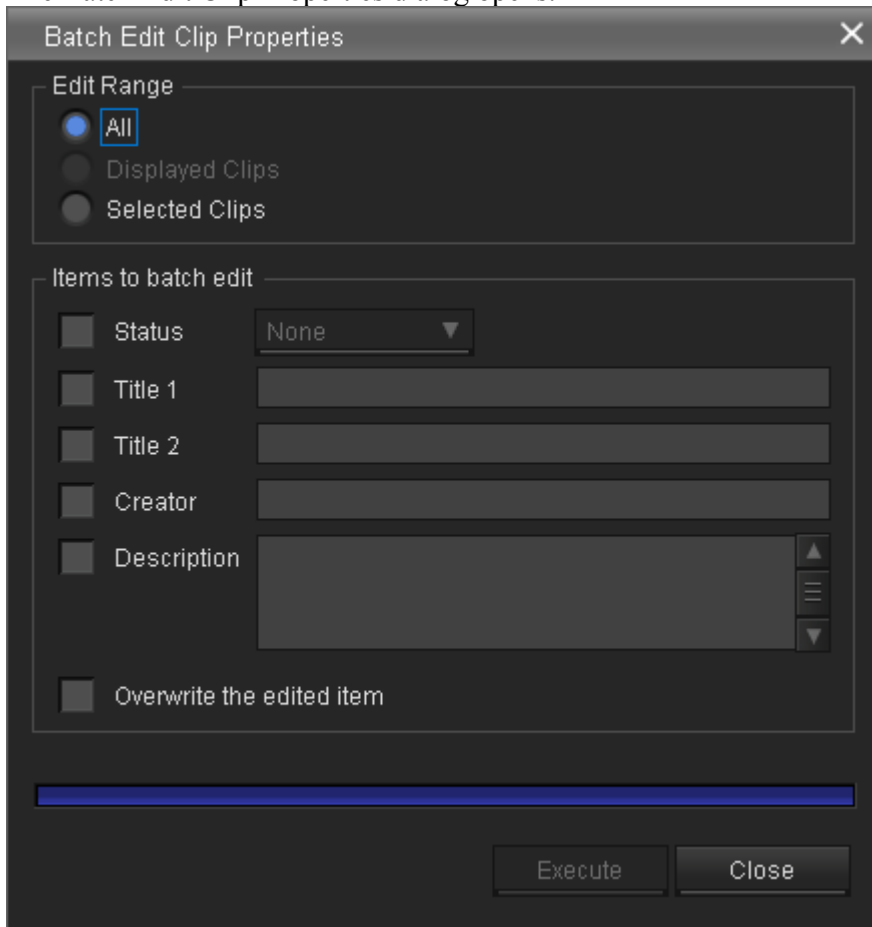 Batch Edit Clip Properties
Edit Range
All
Displayed Clips
Selected Clips
Items to batch edit
Status None
Title 1
Title 2
Creator
Description
Overwrite the edited item
Execute Close